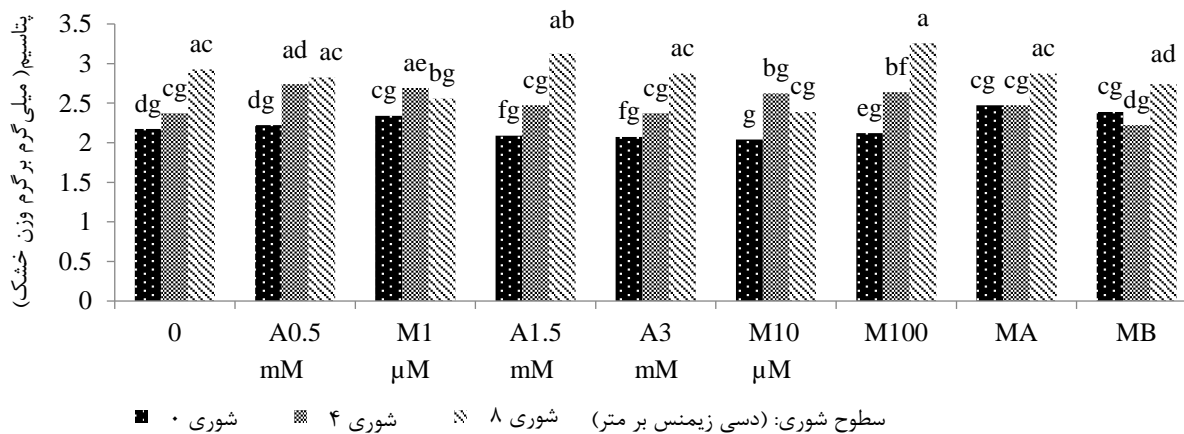 پتاسیم( میلی گرم بر گرم وزن خشک)
3.5
3
2.5
2
1.5
1
0.5
0
dg cg ac
dg ad ac
cg ae bg
fg cg ab
fg cg ac
g bg cg
eg bf a
cg cg ac
cg dg ad
0 A0.5 M1 A1.5 A3 M10 M100 MA MB
mM µM mM mM µM
سطوح شوری: (دسی زیمنس بر متر) شوری ۸ شوری ۴ شوری ۰